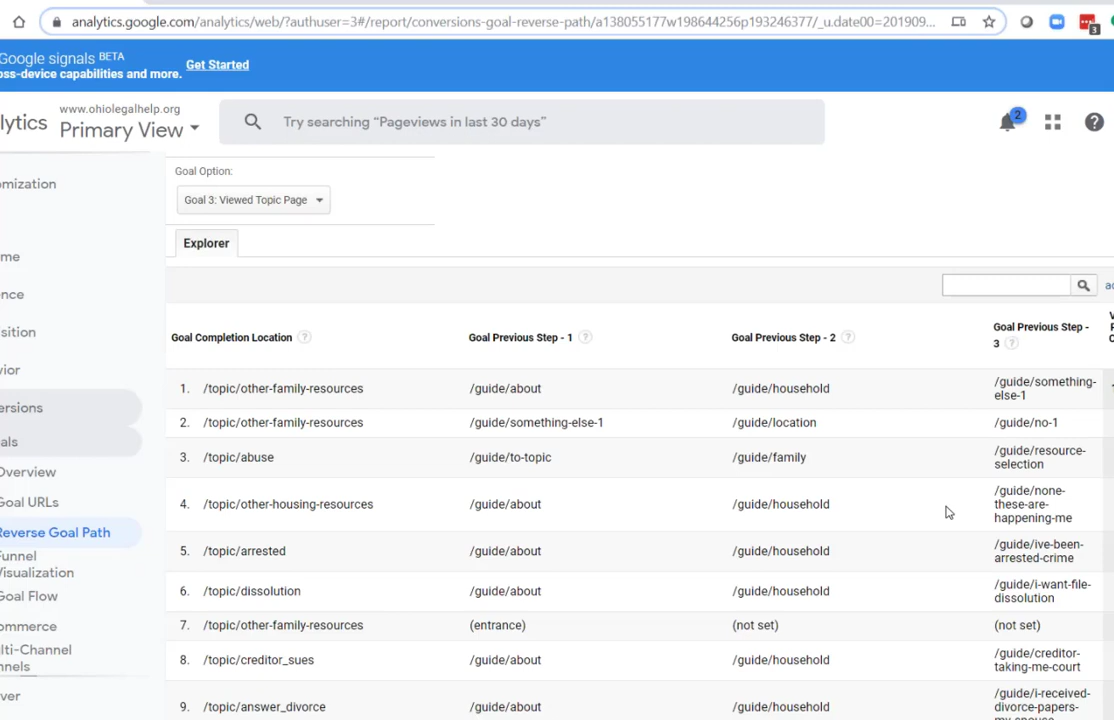 analytics.google.com/analytics/web/?authuser=3#/report/conversions-goal-reverse-path/a138055177w198644256p193246377/_u.date00=201909...
3
Google signals BETA
oss-device capabilities and more.
Get Started
lytics
www.ohiolegalhelp.org
Primary View
Try searching “Pageviews in last 30 days”
2
?
omization
me
ence
sition
vior
ersions
als
Overview
Goal URLs
Reverse Goal Path
Funnel
Visualization
Goal Flow
ommerce
lti-Channel
nnels
ver
Goal Option:
Goal 3: Viewed Topic Page
Explorer
ad
Goal Completion Location ? Goal Previous Step - 1 ? Goal Previous Step - 2 ? Goal Previous Step -
3 ?
1. /topic/other-family-resources /guide/about /guide/household /guide/something-
else-1
2. /topic/other-family-resources /guide/something-else-1 /guide/location /guide/no-1
3. /topic/abuse /guide/to-topic /guide/family /guide/resource-
selection
4. /topic/other-housing-resources /guide/about /guide/household /guide/none-
these-are-
happening-me
5. /topic/arrested /guide/about /guide/household /guide/ive-been-
arrested-crime
6. /topic/dissolution /guide/about /guide/household /guide/i-want-file-
dissolution
7. /topic/other-family-resources (entrance) (not set) (not set)
8. /topic/creditor_sues /guide/about /guide/household /guide/creditor-
taking-me-court
9. /topic/answer_divorce /guide/about /guide/household /guide/i-received-
divorce-papers-
my-spouse